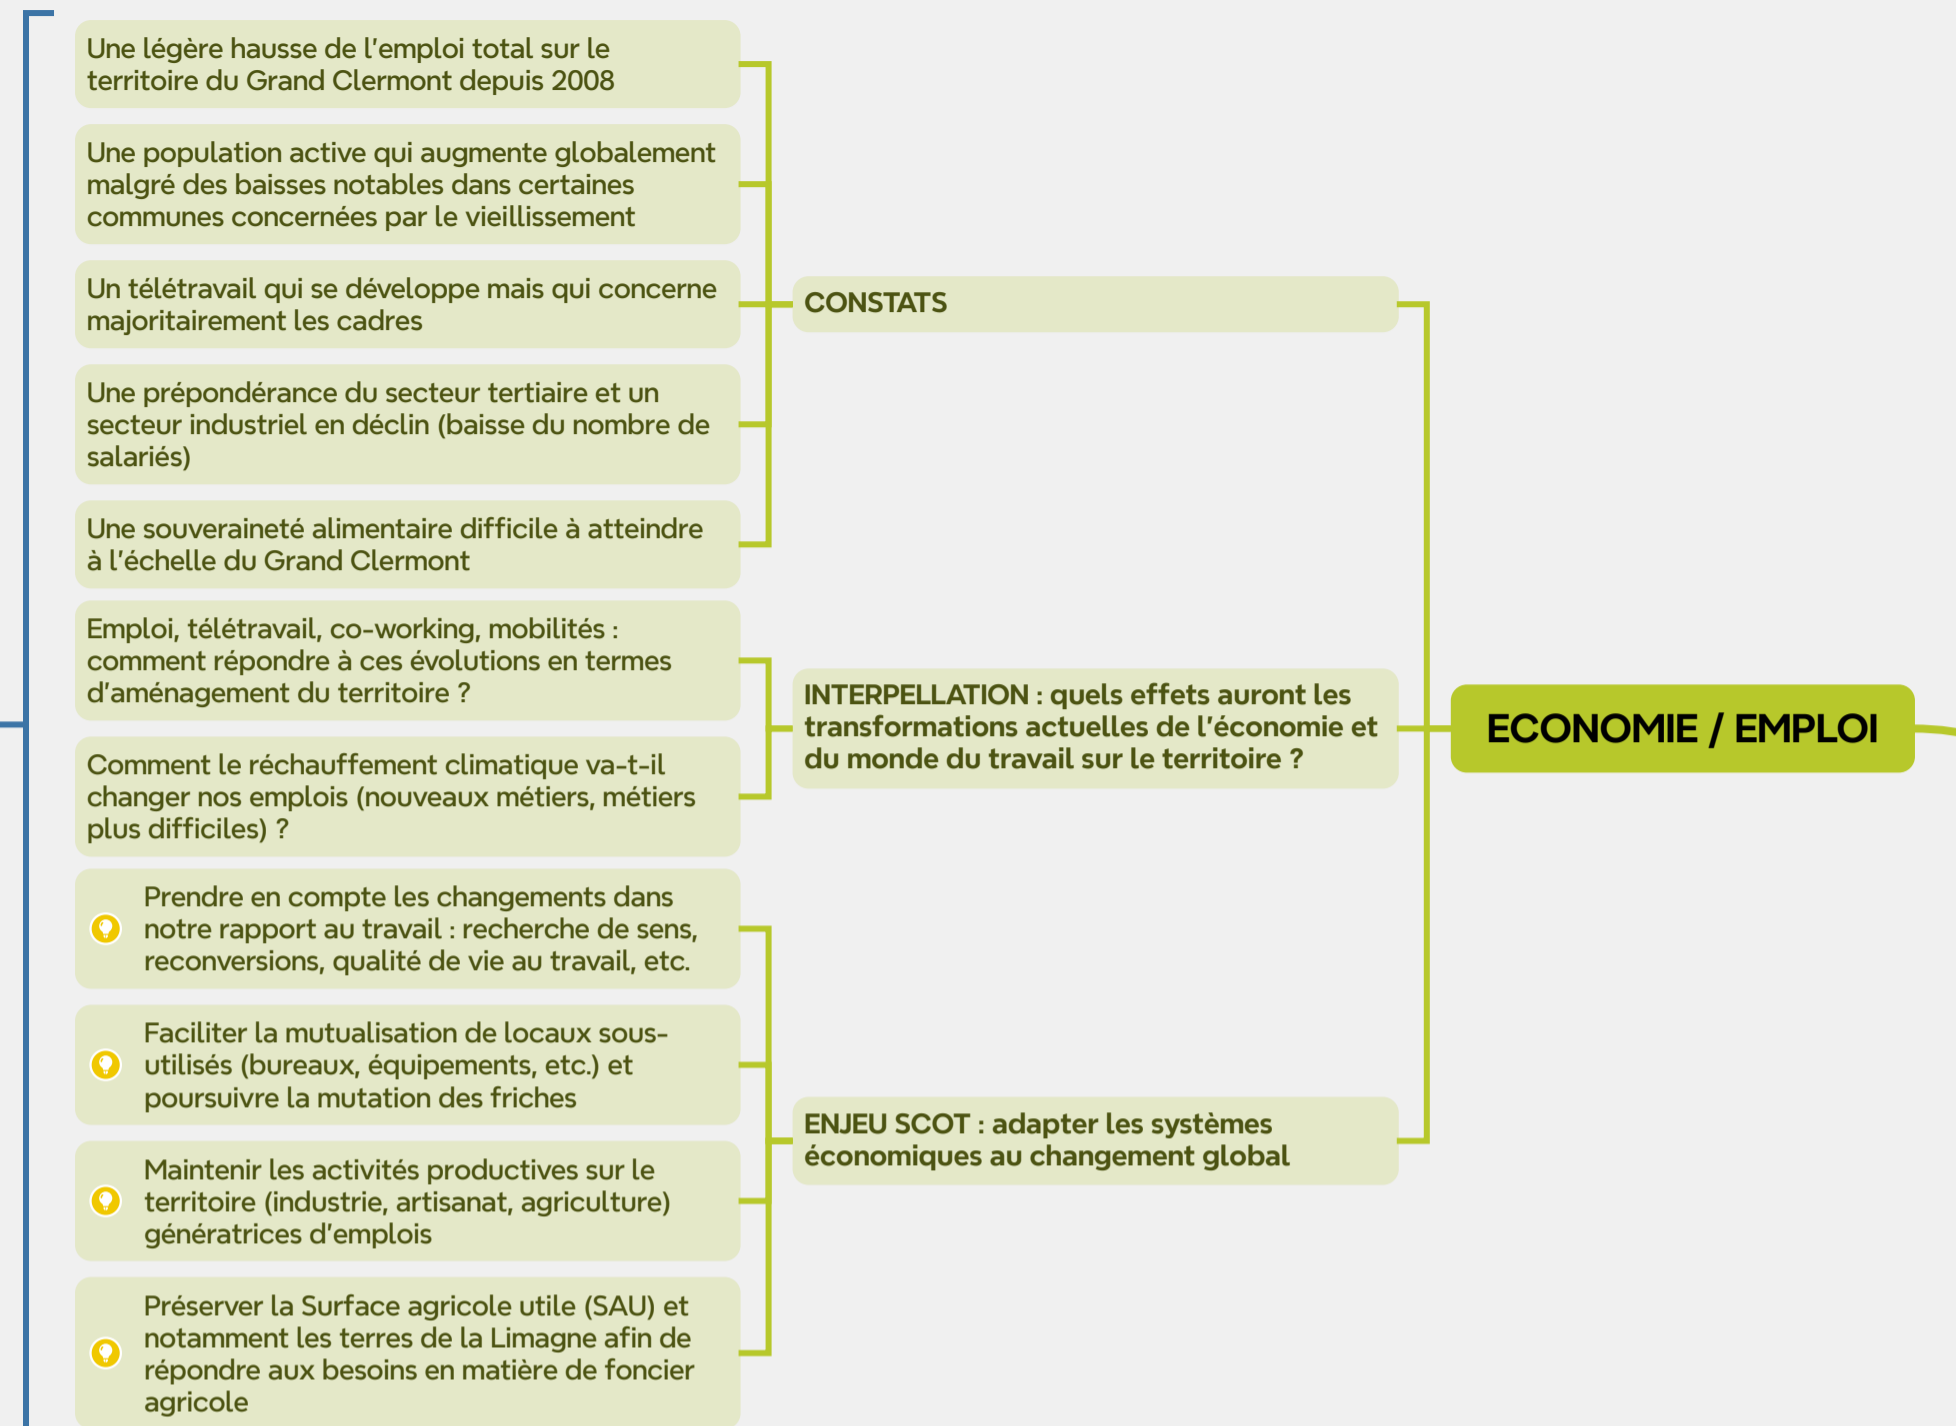 Une légère hausse de l'emploi total sur le
territoire du Grand Clermont depuis 2008
Une population active qui augmente globalement
malgré des baisses notables dans certaines
communes concernées par le vieillissement
Un télétravail qui se développe mais qui concerne
majoritairement les cadres
Une prépondérance du secteur tertiaire et un
secteur industriel en déclin (baisse du nombre de
salariés)
Une souveraineté alimentaire difficile à atteindre
à l'échelle du Grand Clermont
CONSTATS
Emploi, télétravail, co-working, mobilités :
comment répondre à ces évolutions en termes
d'aménagement du territoire ?
Comment le réchauffement climatique va-t-il
changer nos emplois (nouveaux métiers, métiers
plus difficiles) ?
INTERPELLATION : quels effets auront les
transformations actuelles de l'économie et
du monde du travail sur le territoire ?
ECONOMIE / EMPLOI
Prendre en compte les changements dans
notre rapport au travail : recherche de sens,
reconversions, qualité de vie au travail, etc.
Faciliter la mutualisation de locaux sous-
utilisés (bureaux, équipements, etc.) et
poursuivre la mutation des friches
Maintenir les activités productives sur le
territoire (industrie, artisanat, agriculture)
génératrices d'emplois
Préserver la Surface agricole utile (SAU) et
notamment les terres de la Limagne afin de
répondre aux besoins en matière de foncier
agricole
ENJEU SCOT : adapter les systèmes
économiques au changement global